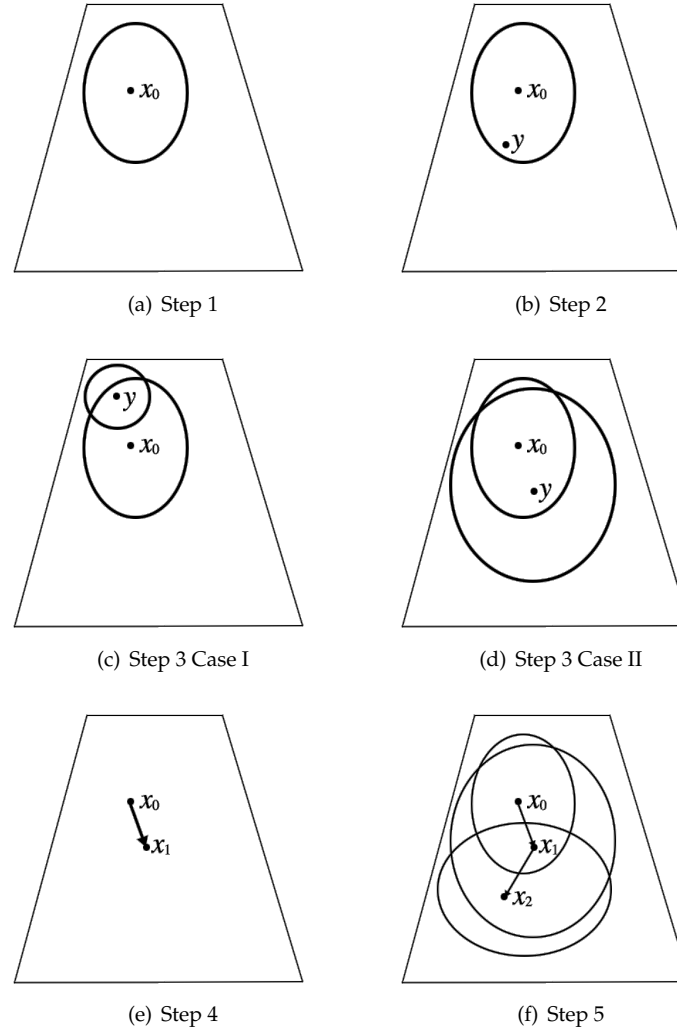 x₀
x₀
y
(a) Step 1
(b) Step 2
y
x₀
x₀
y
(c) Step 3 Case I
(d) Step 3 Case II
x₀
x₁
x₀
x₁
x₂
(e) Step 4
(f) Step 5